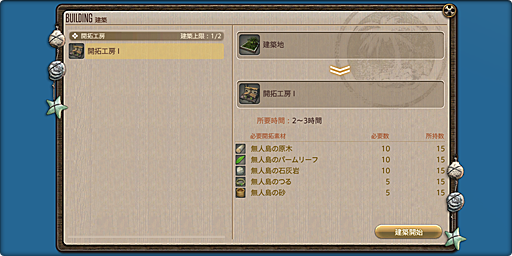 BUILDING 建築
開拓工房 建築上限：1/2
開拓工房 I
建築地
開拓工房 I
所要時間：2～3時間
必要開拓素材 必要数 所持数
無人島の原木 10 15
無人島のパームリーフ 10 15
無人島の石灰岩 10 15
無人島のつる 5 15
無人島の砂 5 15
建築開始